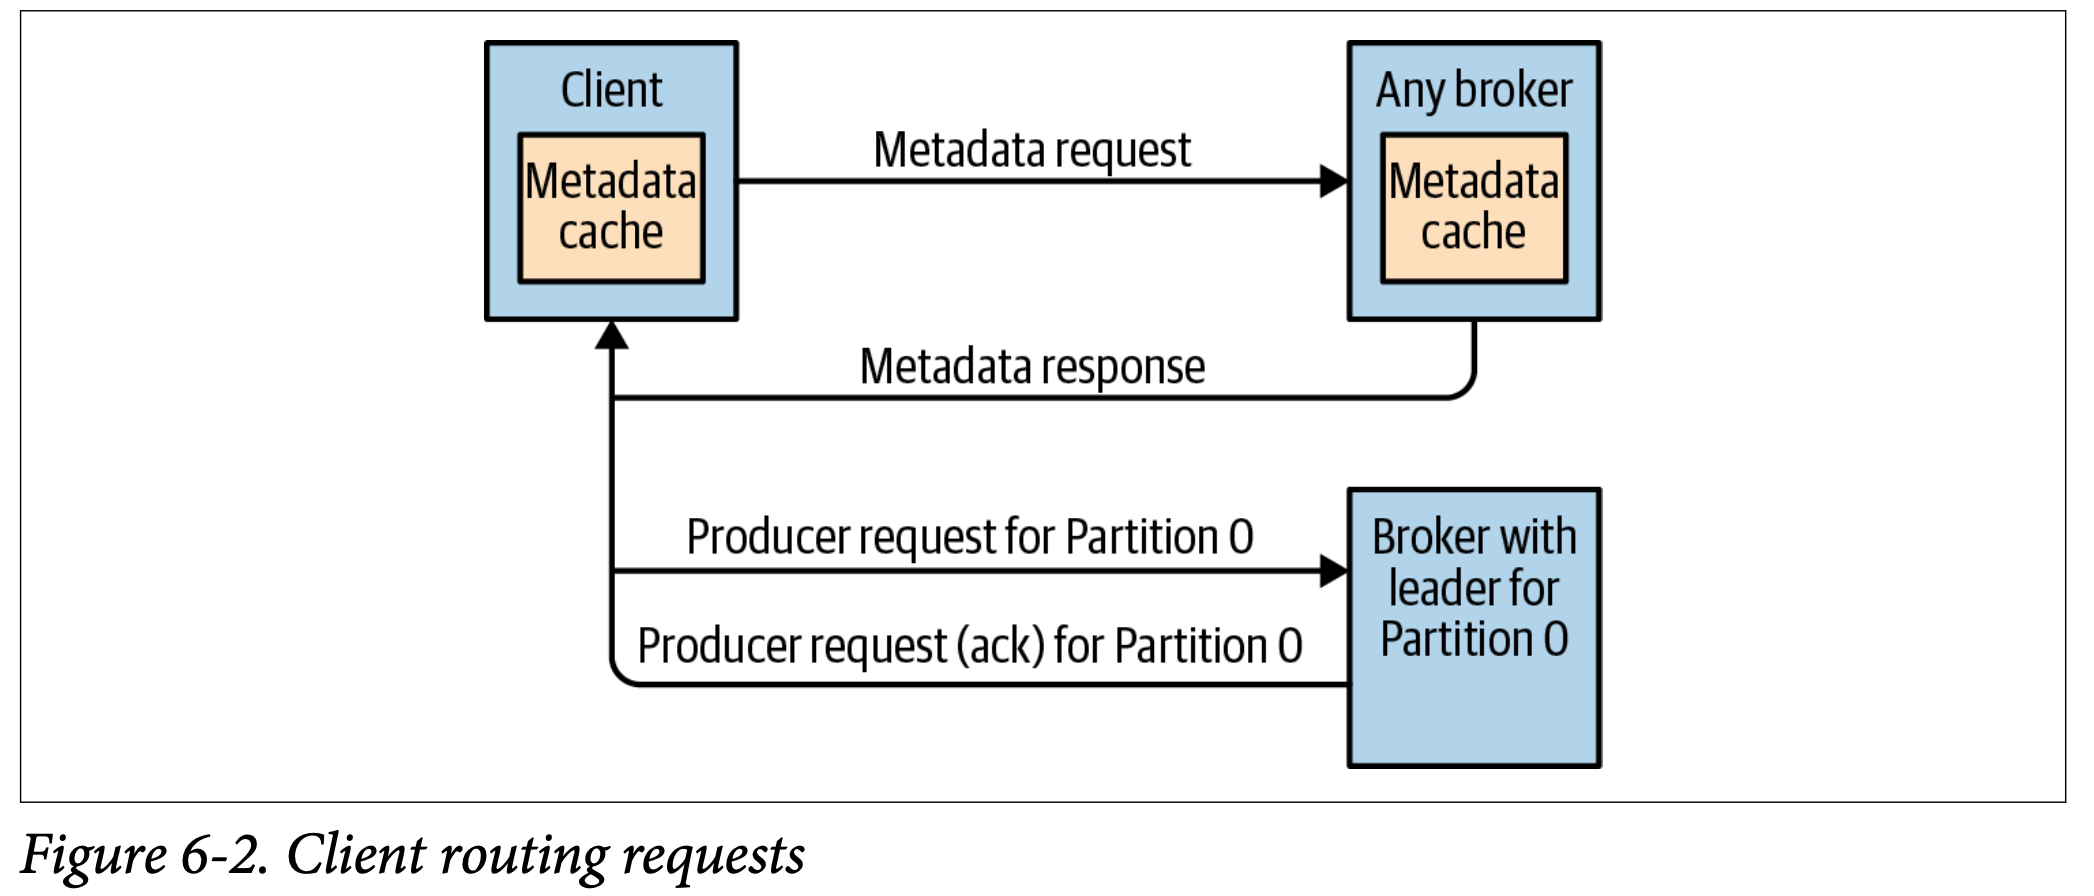 Client
Metadata
cache
Metadata request
Any broker
Metadata
cache
Metadata response
Producer request for Partition 0
Producer request (ack) for Partition 0
Broker with
leader for
Partition 0
Figure 6-2. Client routing requests